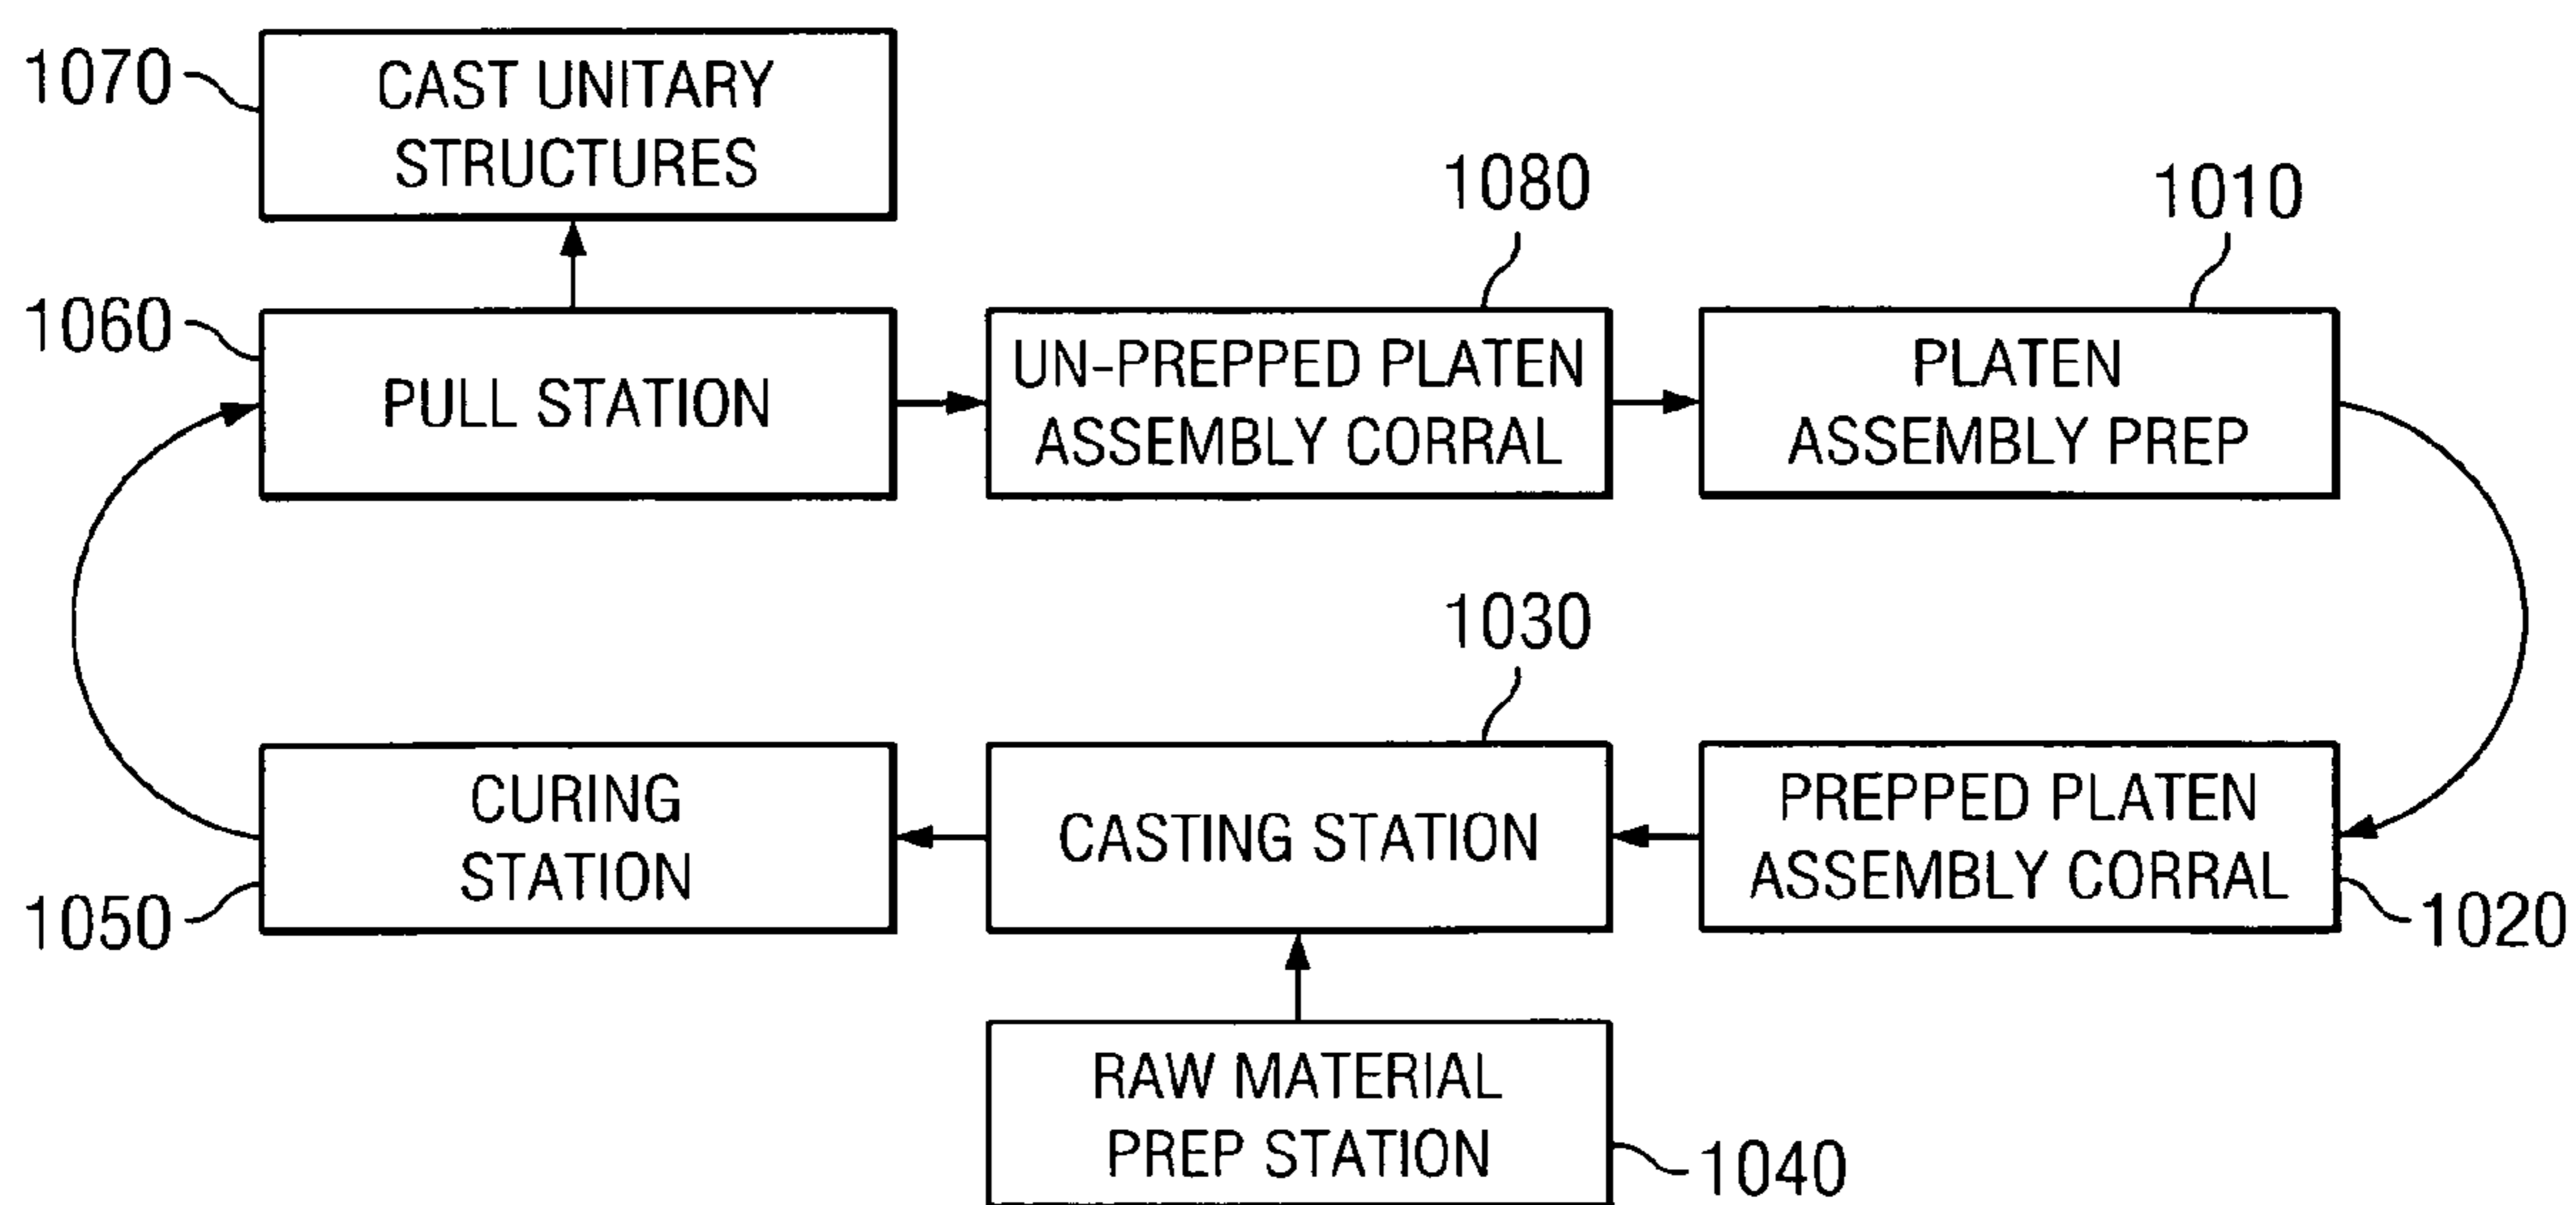 1070
CAST UNITARY
STRUCTURES
1080
1010
1060
PULL STATION
UN-PREPPED PLATEN
ASSEMBLY CORRAL
PLATEN
ASSEMBLY PREP
1030
CURING
STATION
1050
CASTING STATION
PREPPED PLATEN
ASSEMBLY CORRAL
1020
RAW MATERIAL
PREP STATION
1040